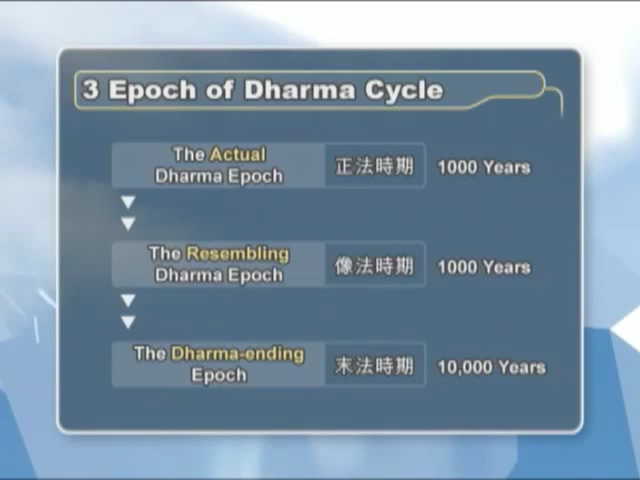 3 Epoch of Dharma Cycle
The Actual
Dharma Epoch
正法時期
1000 Years
The Resembling
Dharma Epoch
像法時期
1000 Years
The Dharma-ending
Epoch
末法時期
10,000 Years